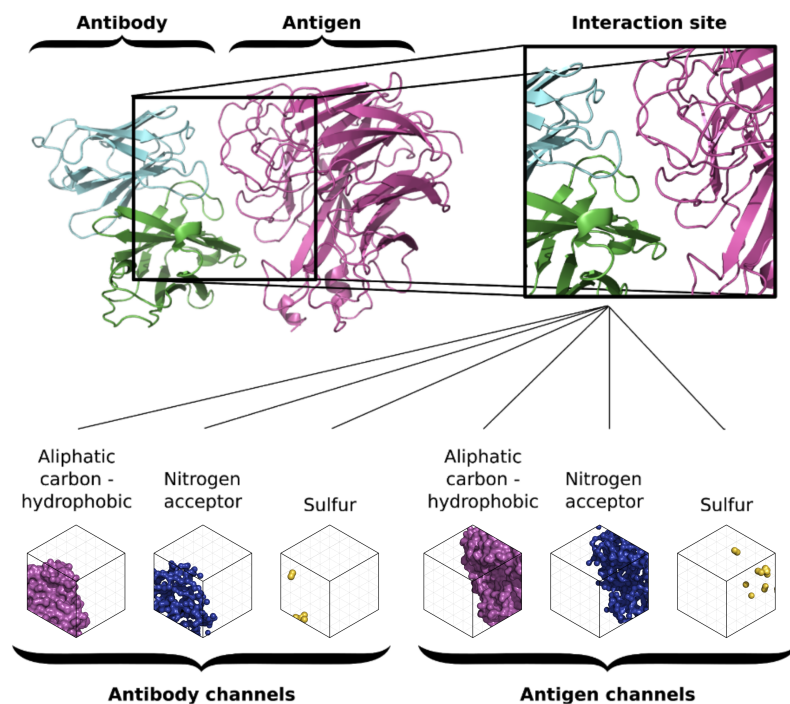 Antibody
Antigen
Interaction site
Aliphatic
carbon -
hydrophobic
Nitrogen
acceptor
Sulfur
Aliphatic
carbon -
hydrophobic
Nitrogen
acceptor
Sulfur
Antibody channels
Antigen channels